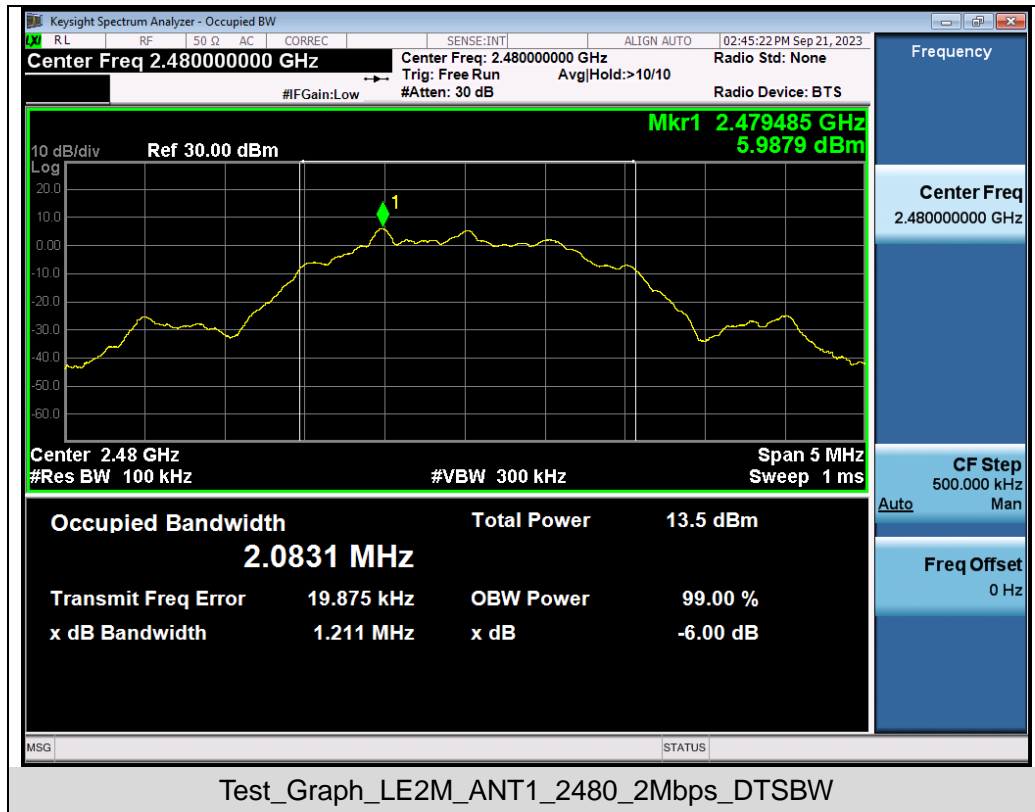 Keysight Spectrum Analyzer - Occupied BW
LXI RL RF 50 Ω AC CORREC SENSE:INT ALIGN AUTO 02:45:22 PM Sep 21, 2023
Center Freq 2.480000000 GHz
Center Freq: 2.480000000 GHz
Radio Std: None
Trig: Free Run Avg|Hold:>10/10
#IFGain:Low #Atten: 30 dB Radio Device: BTS
Mkr1 2.479485 GHz
5.9879 dBm
10 dB/div Ref 30.00 dBm
Log
20.0
1
10.0
0.00
-10.0
-20.0
-30.0
-40.0
-50.0
-60.0
Center 2.48 GHz Span 5 MHz
#Res BW 100 kHz #VBW 300 kHz Sweep 1 ms
Occupied Bandwidth Total Power 13.5 dBm
2.0831 MHz
Transmit Freq Error 19.875 kHz OBW Power 99.00 %
x dB Bandwidth 1.211 MHz x dB -6.00 dB
Frequency
Center Freq
2.480000000 GHz
CF Step
500.000 kHz
Auto Man
Freq Offset
0 Hz
MSG STATUS
Test_Graph_LE2M_ANT1_2480_2Mbps_DTSBW